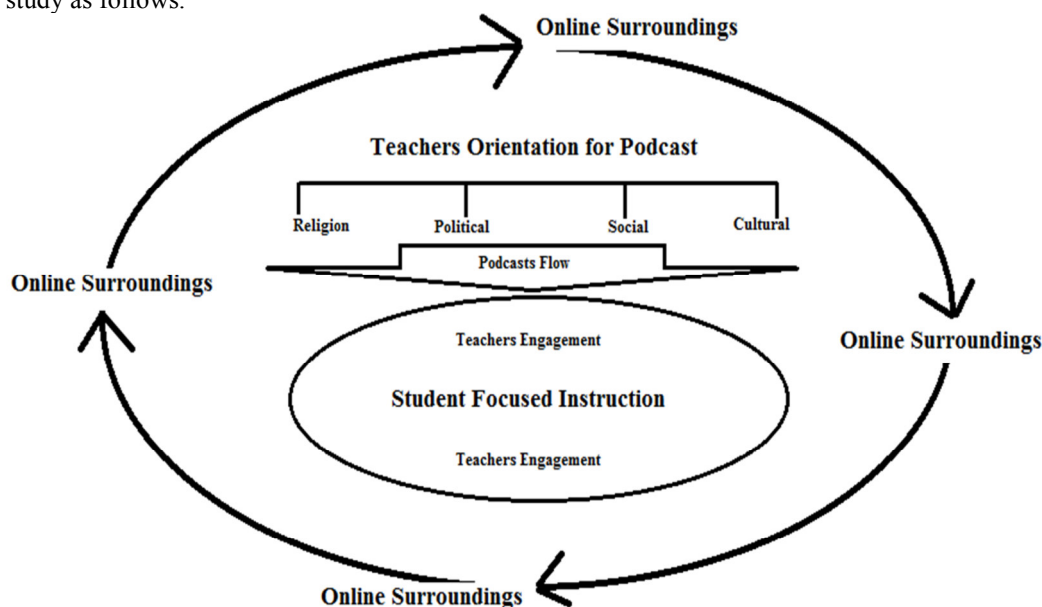 study as follows.
Online Surroundings
Teachers Orientation for Podcast
Religion
Political
Social
Cultural
Podcasts Flow
Online Surroundings
Teachers Engagement
Online Surroundings
Student Focused Instruction
Teachers Engagement
Online Surroundings